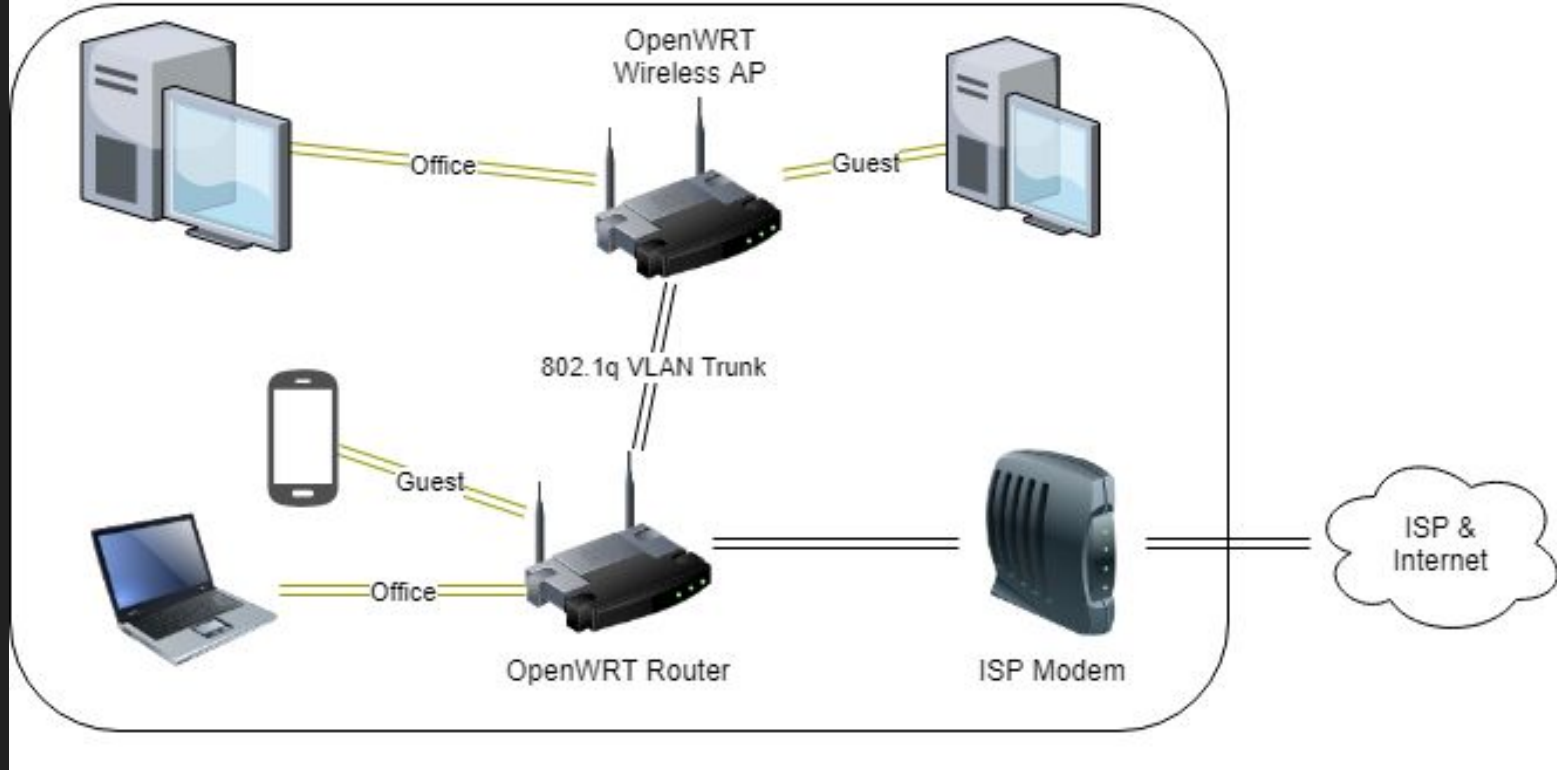 OpenWRT
Wireless AP
Office
Guest
802.1q VLAN Trunk
Guest
Office
OpenWRT Router
ISP Modem
ISP &
Internet